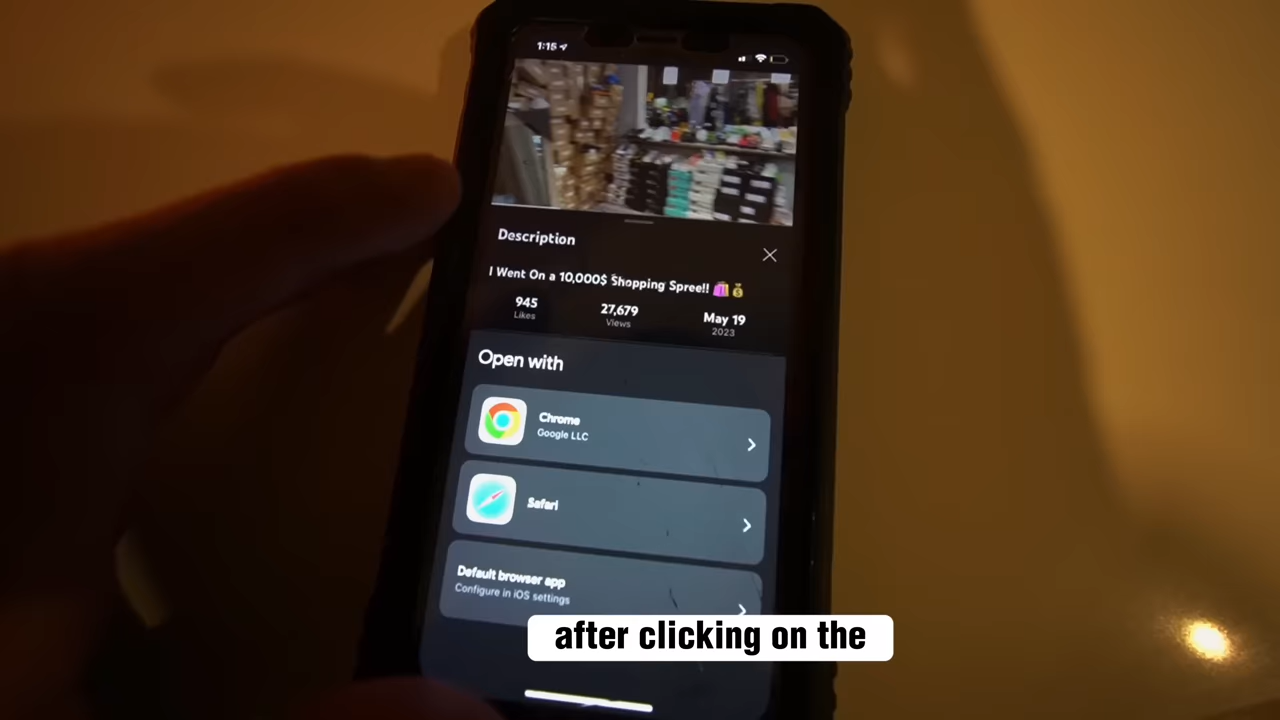 1:15
Description
I Went On a 10,000$ Shopping Spree!! 🛍️💰
945
Likes
27,679
Views
May 19
2023
Open with
Chrome
Google LLC
Safari
Default browser app
Configure in iOS settings
after clicking on the